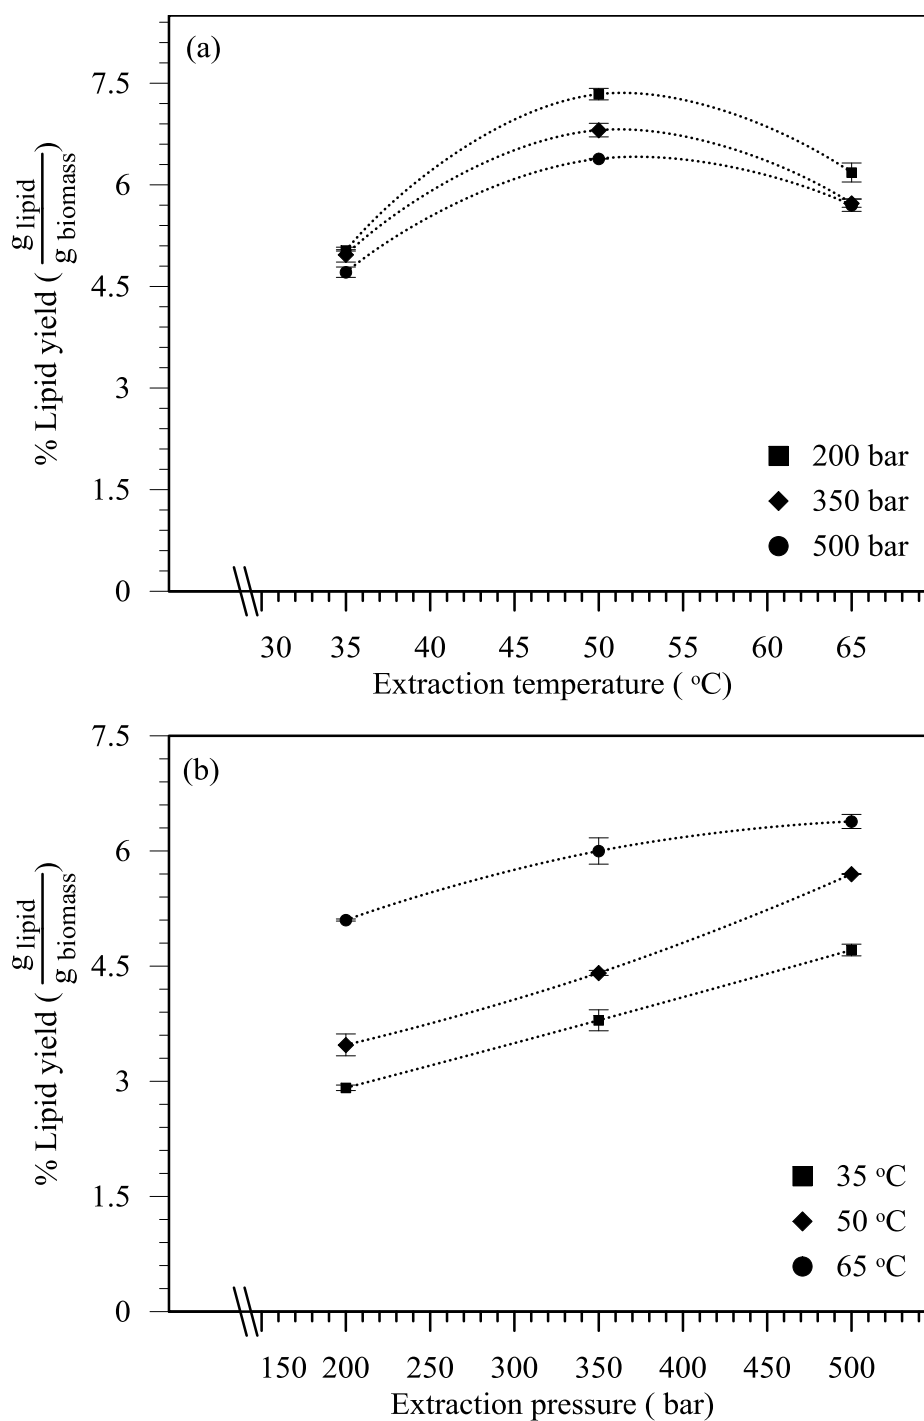 (a)
7.5
6
4.5
3
1.5
0
% Lipid yield ( g lipid / g biomass )
200 bar
350 bar
500 bar
30 35 40 45 50 55 60 65
Extraction temperature ( °C)
(b)
7.5
6
4.5
3
1.5
0
% Lipid yield ( g lipid / g biomass )
35 °C
50 °C
65 °C
150 200 250 300 350 400 450 500
Extraction pressure ( bar)